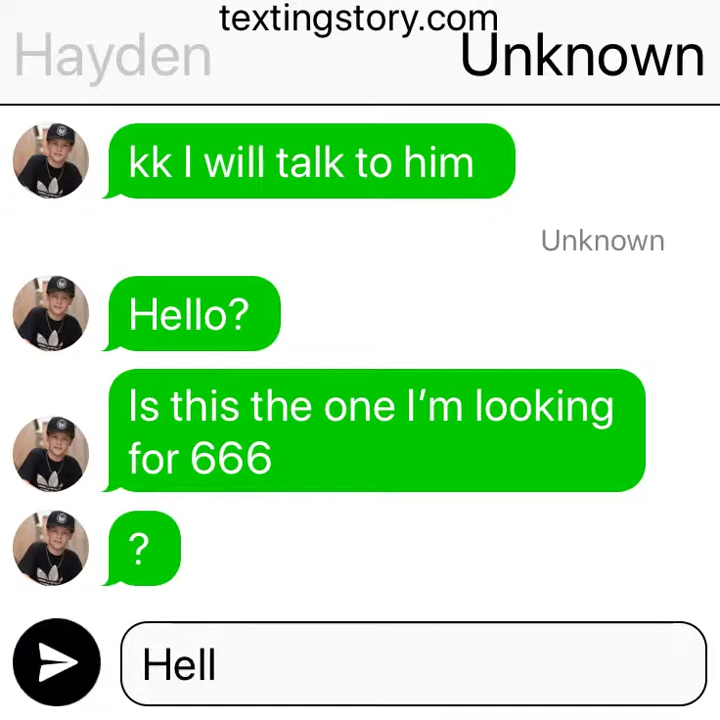 textingstory.com
Hayden
Unknown
kk I will talk to him
Unknown
Hello?
Is this the one I'm looking
for 666
?
Hell